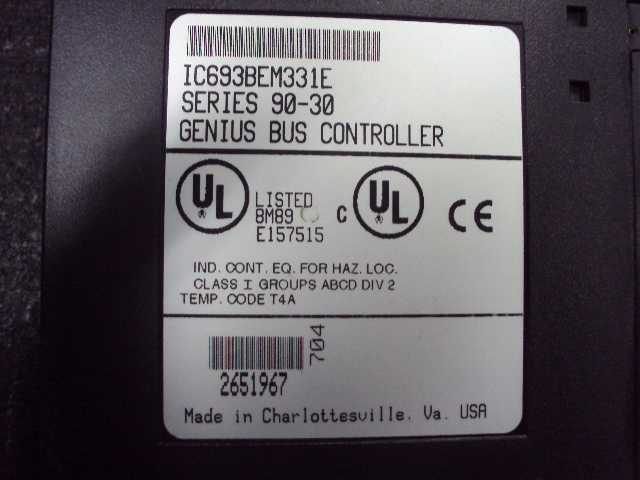 IC693BEM331E
SERIES 90-30
GENIUS BUS CONTROLLER
UL
®
LISTED
8M89
E157515
C
UL
®
CE
IND. CONT. EQ. FOR HAZ. LOC.
CLASS I GROUPS ABCD DIV 2
TEMP. CODE T4A
704
2651967
Made in Charlottesville, Va. USA